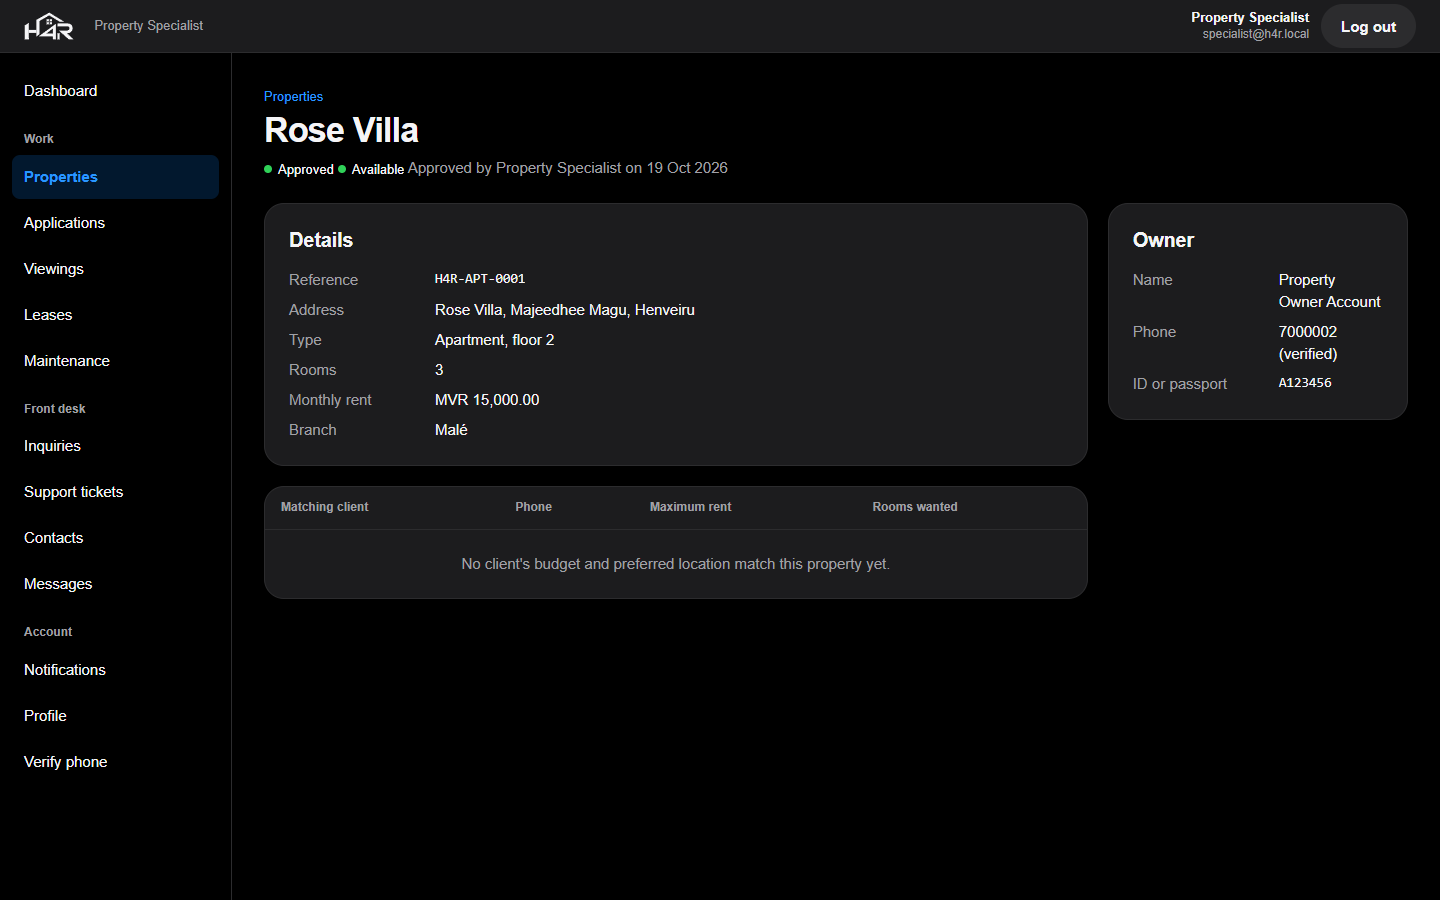 H4R
Property Specialist
Property Specialist
specialist@h4r.local
Log out
Dashboard
Work
Properties
Applications
Viewings
Leases
Maintenance
Front desk
Inquiries
Support tickets
Contacts
Messages
Account
Notifications
Profile
Verify phone
Properties
Rose Villa
Approved Available Approved by Property Specialist on 19 Oct 2026
Details
Reference H4R-APT-0001
Address Rose Villa, Majeedhee Magu, Henveiru
Type Apartment, floor 2
Rooms 3
Monthly rent MVR 15,000.00
Branch Malé
Matching client Phone Maximum rent Rooms wanted
No client's budget and preferred location match this property yet.
Owner
Name Property
Owner Account
Phone 7000002
(verified)
ID or passport A123456